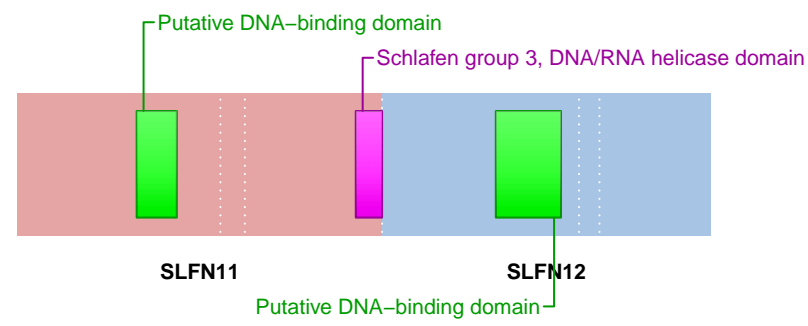 Putative DNA−binding domain
Schlafen group 3, DNA/RNA helicase domain
SLFN11
SLFN12
Putative DNA−binding domain